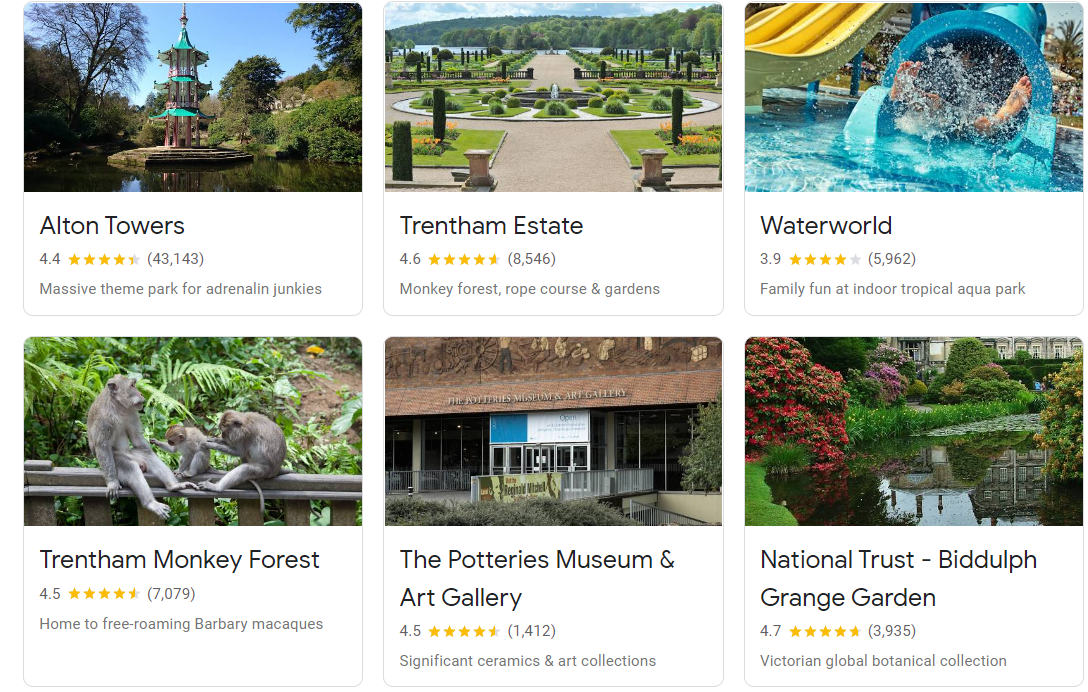 Alton Towers
4.4 (43,143)
Massive theme park for adrenalin junkies
Trentham Estate
4.6 (8,546)
Monkey forest, rope course & gardens
Waterworld
3.9 (5,962)
Family fun at indoor tropical aqua park
Trentham Monkey Forest
4.5 (7,079)
Home to free-roaming Barbary macaques
THE POTTERIES MUSEUM & ART GALLERY
Open
Reginald Mitchell
The Potteries Museum &
Art Gallery
4.5 (1,412)
Significant ceramics & art collections
National Trust - Biddulph
Grange Garden
4.7 (3,935)
Victorian global botanical collection